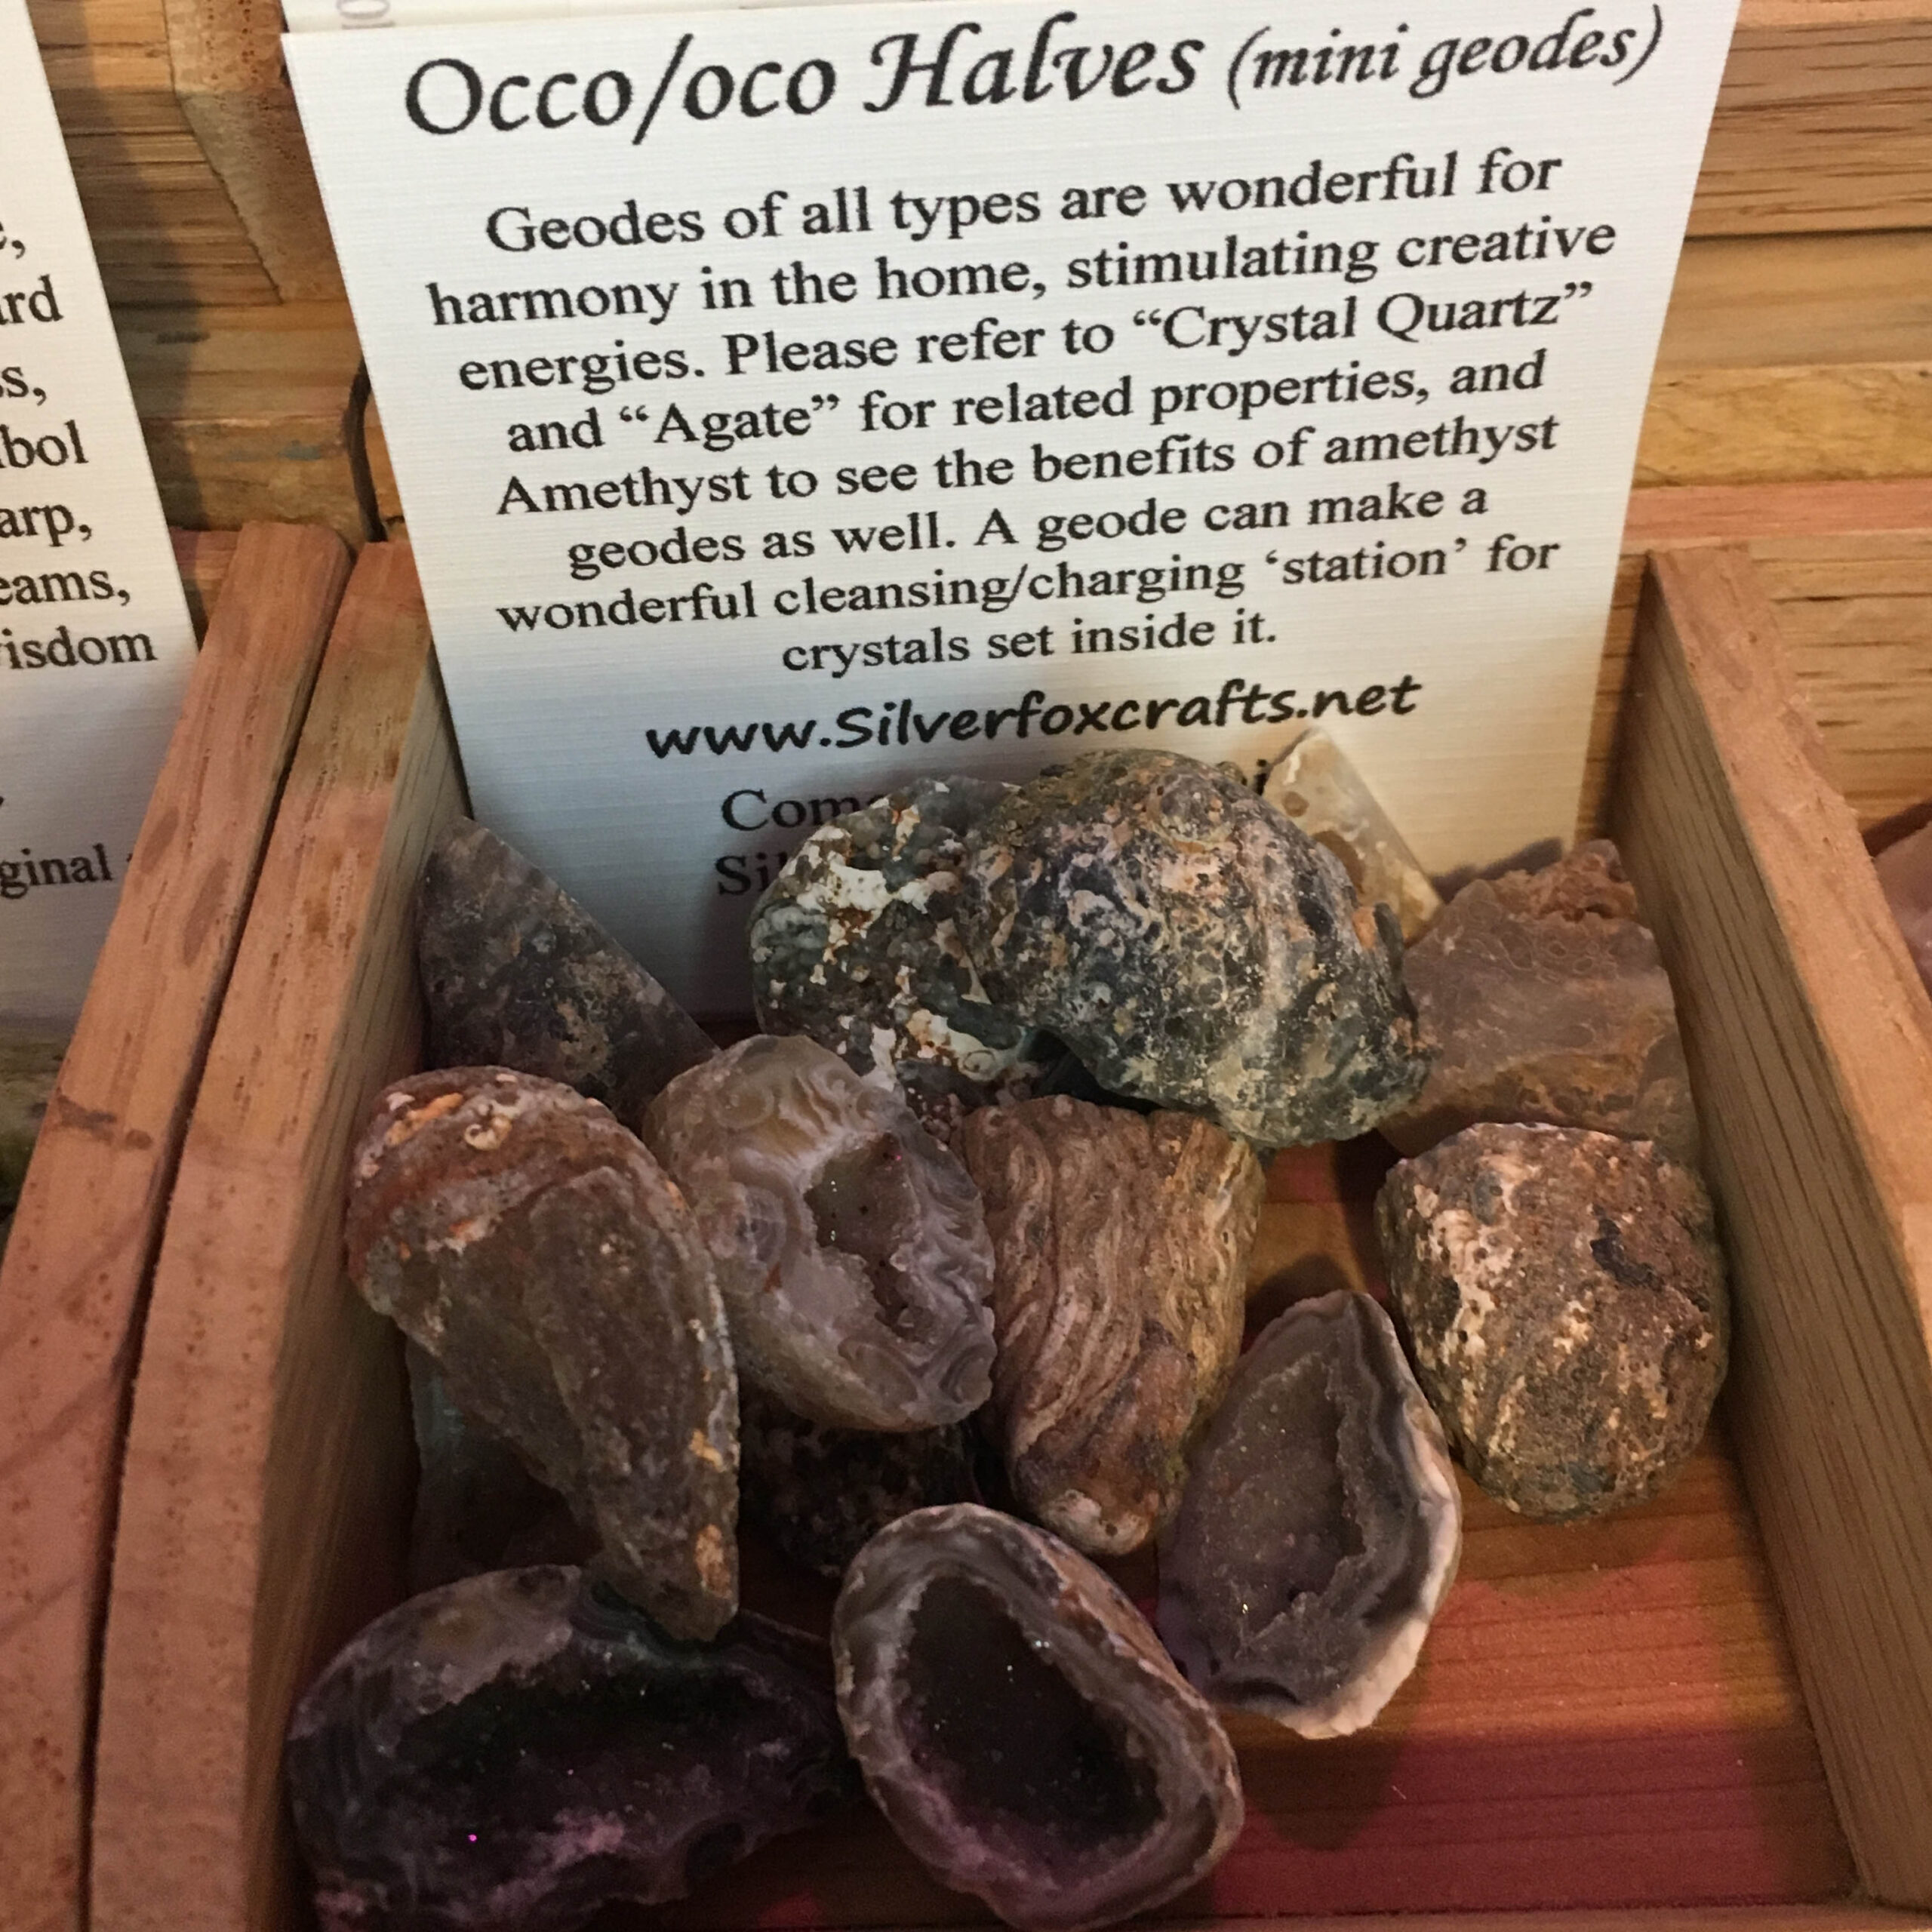 Occo/oco Halves (mini geodes)
Geodes of all types are wonderful for
harmony in the home, stimulating creative
energies. Please refer to “Crystal Quartz”
and “Agate” for related properties, and
Amethyst to see the benefits of amethyst
geodes as well. A geode can make a
wonderful cleansing/charging ‘station’ for
crystals set inside it.
www.Silverfoxcrafts.net